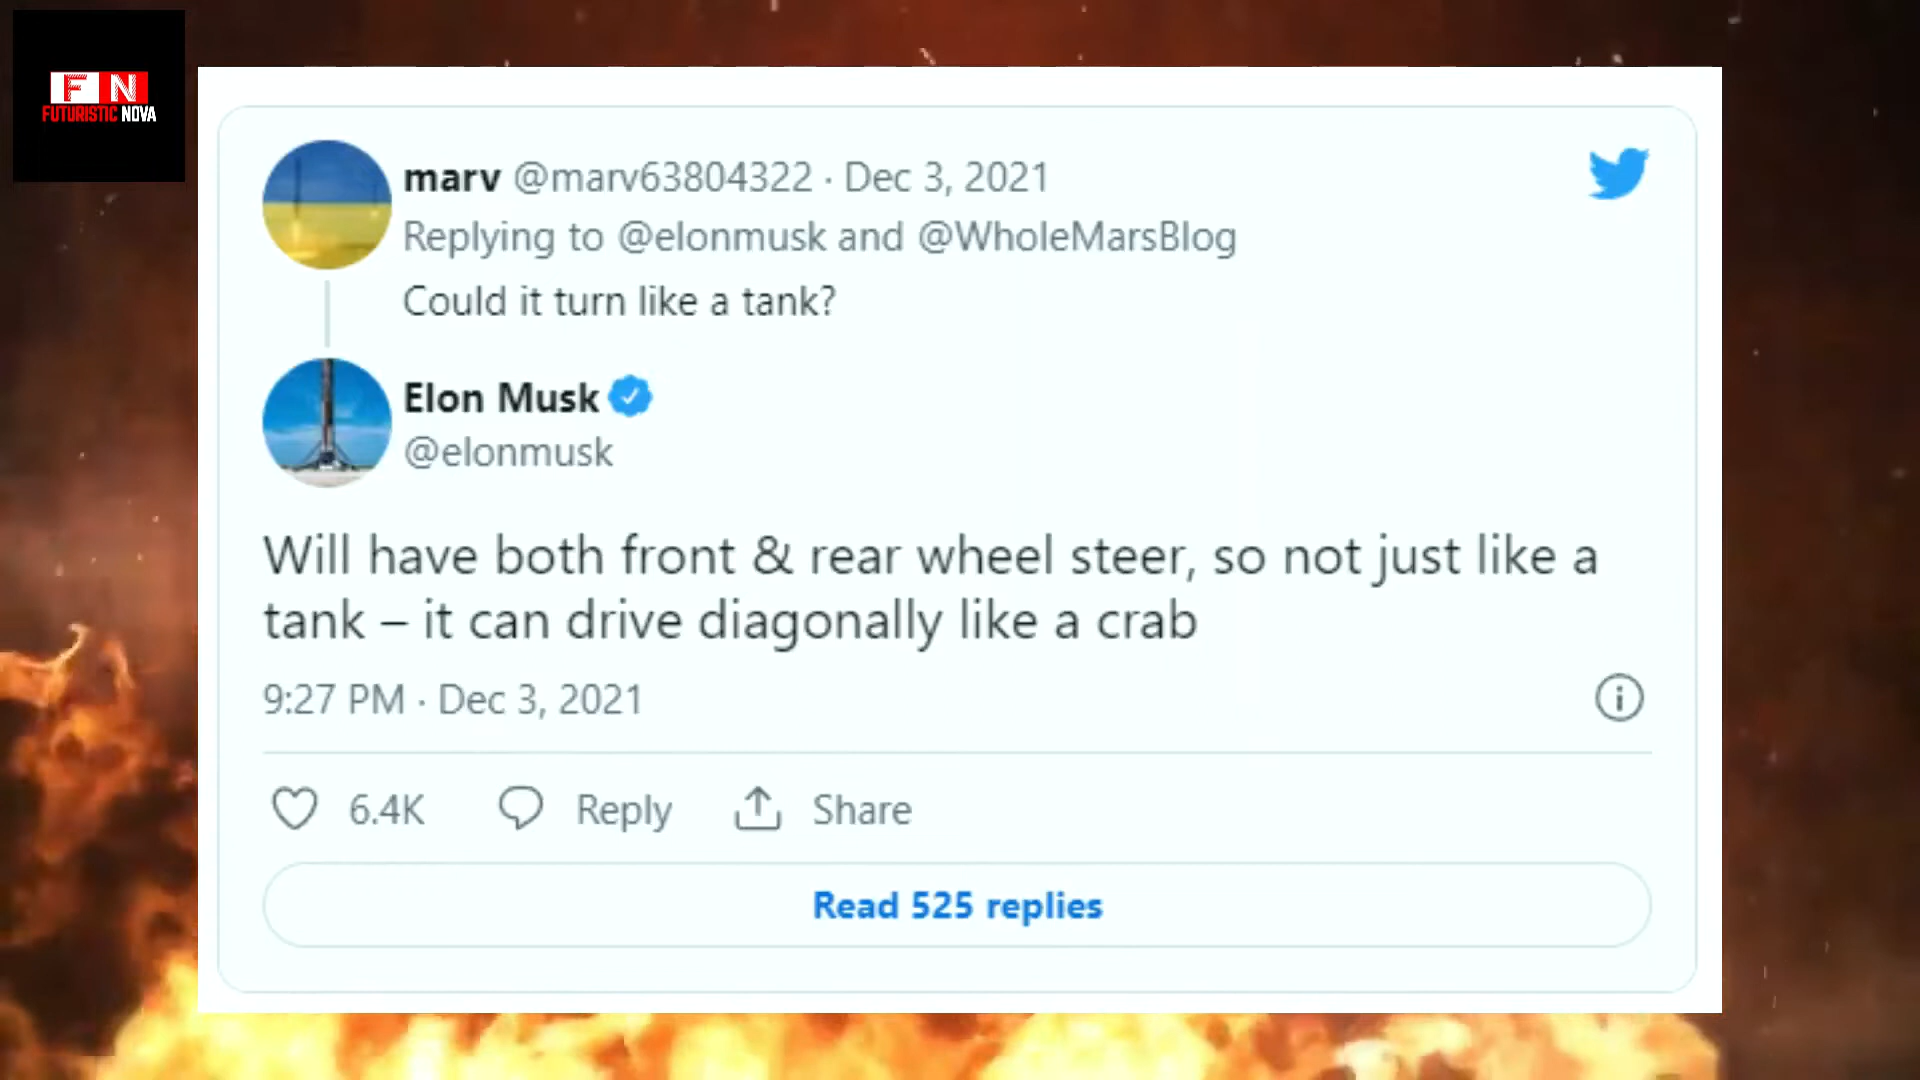 FN
FUTURISTIC NOVA
marv @marv63804322 · Dec 3, 2021
Replying to @elonmusk and @WholeMarsBlog
Could it turn like a tank?
Elon Musk
@elonmusk
Will have both front & rear wheel steer, so not just like a
tank – it can drive diagonally like a crab
9:27 PM · Dec 3, 2021
6.4K Reply Share
Read 525 replies